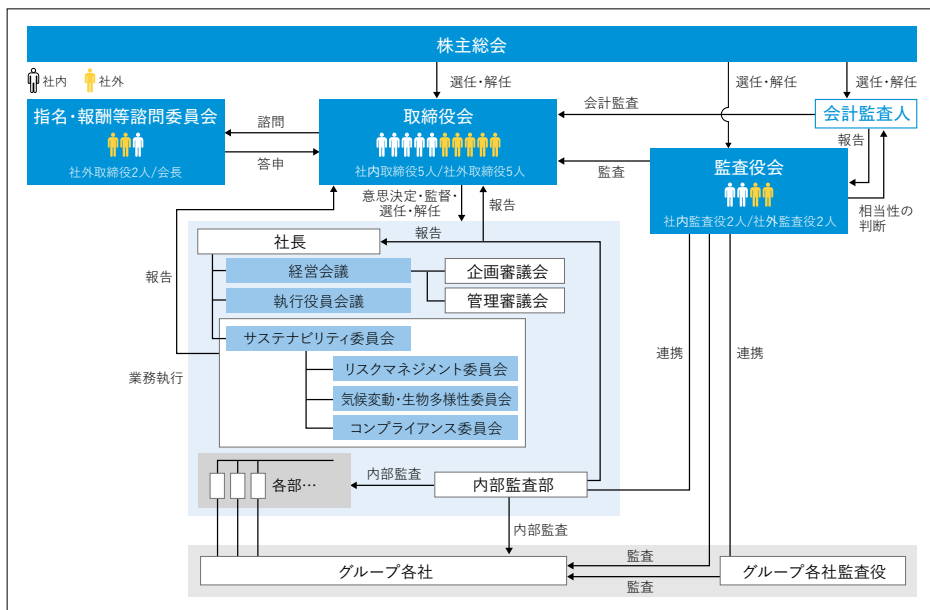 株主総会
社内
社外
選任・解任
選任・解任
選任・解任
指名・報酬等諮問委員会
社外取締役2人/会長
諮問
答申
取締役会
社内取締役5人/社外取締役5人
会計監査
監査
会計監査人
報告
監査役会
社内監査役2人/社外監査役2人
相当性の
判断
意思決定・監督・
選任・解任
報告
報告
社長
経営会議
企画審議会
執行役員会議
管理審議会
報告
サステナビリティ委員会
リスクマネジメント委員会
気候変動・生物多様性委員会
コンプライアンス委員会
業務執行
連携
連携
各部…
内部監査
内部監査部
内部監査
グループ各社
監査
監査
グループ各社監査役